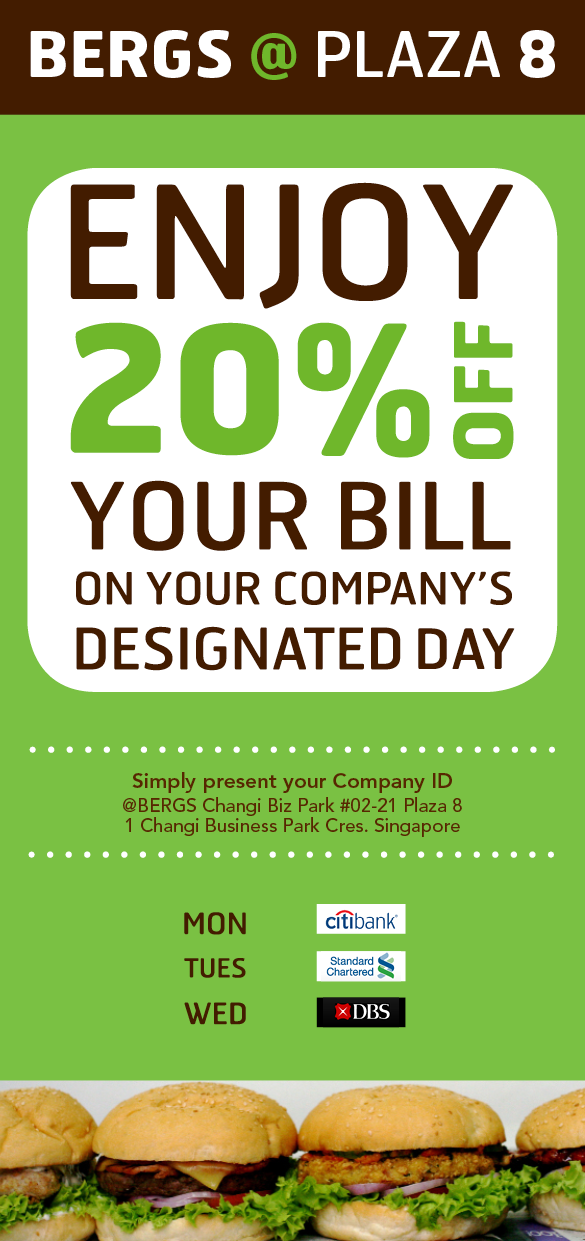 BERGS @ PLAZA 8
ENJOY
20% OFF
YOUR BILL
ON YOUR COMPANY'S
DESIGNATED DAY
Simply present your Company ID
@BERGS Changi Biz Park #02-21 Plaza 8
1 Changi Business Park Cres. Singapore
MON citibank
TUES Standard Chartered
WED DBS